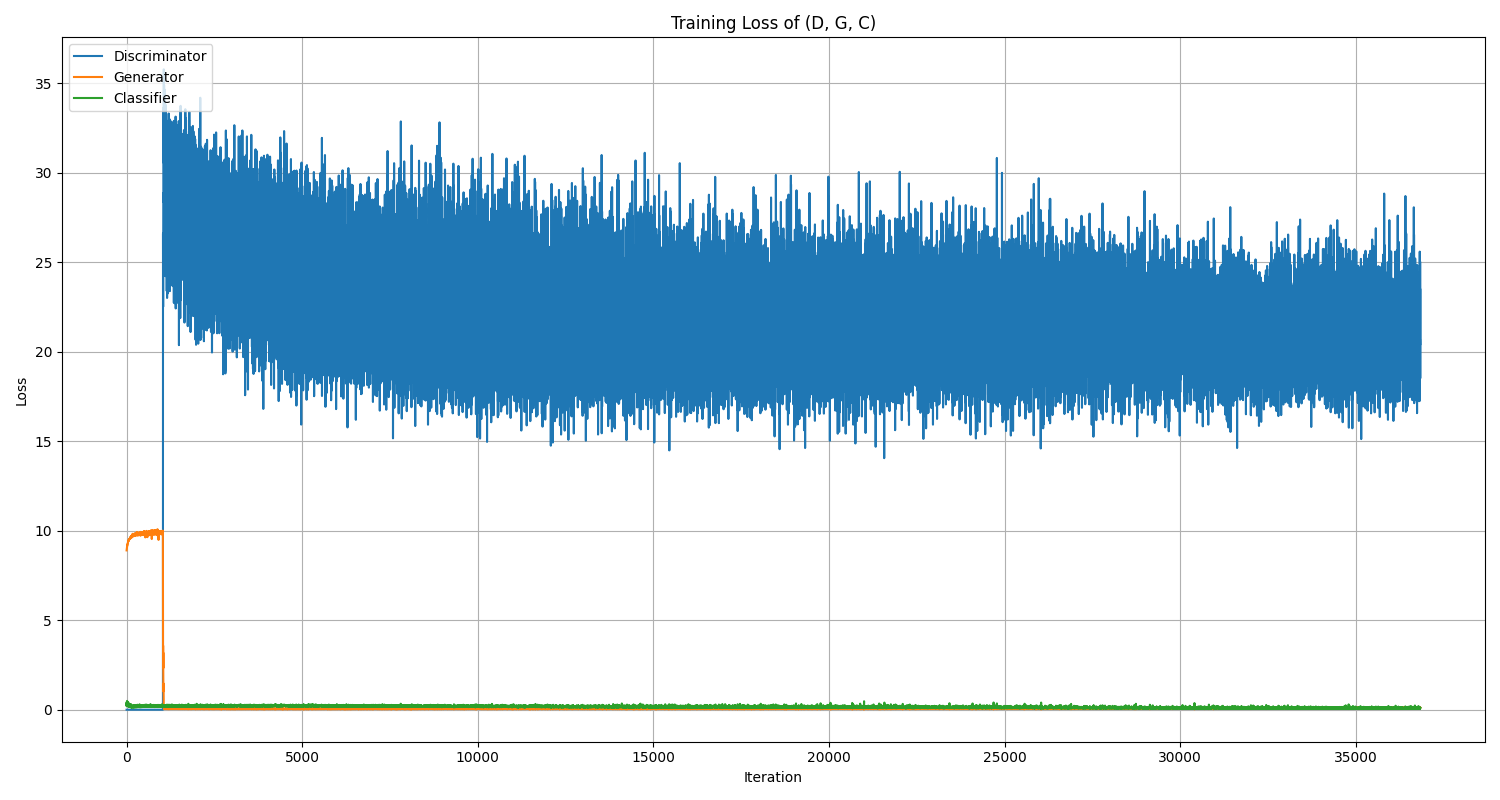 Training Loss of (D, G, C)
Discriminator
Generator
Classifier
35
30
25
20
15
10
5
0
Loss
0 5000 10000 15000 20000 25000 30000 35000
Iteration